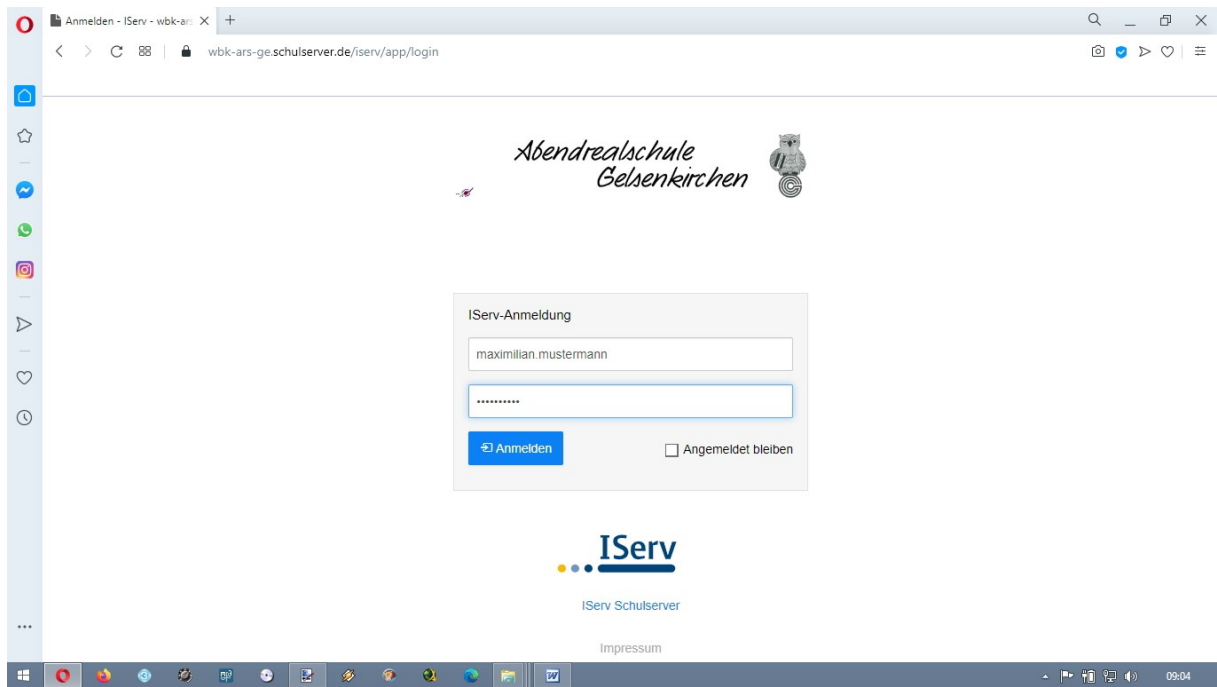 Anmelden - IServ - wbk-ars
wbk-ars-ge.schulserver.de/iserv/app/login
Abendrealschule
Gelsenkirchen
IServ-Anmeldung
maximilian.mustermann
••••••••••
Anmelden
Angemeldet bleiben
IServ
IServ Schulserver
Impressum
09:04